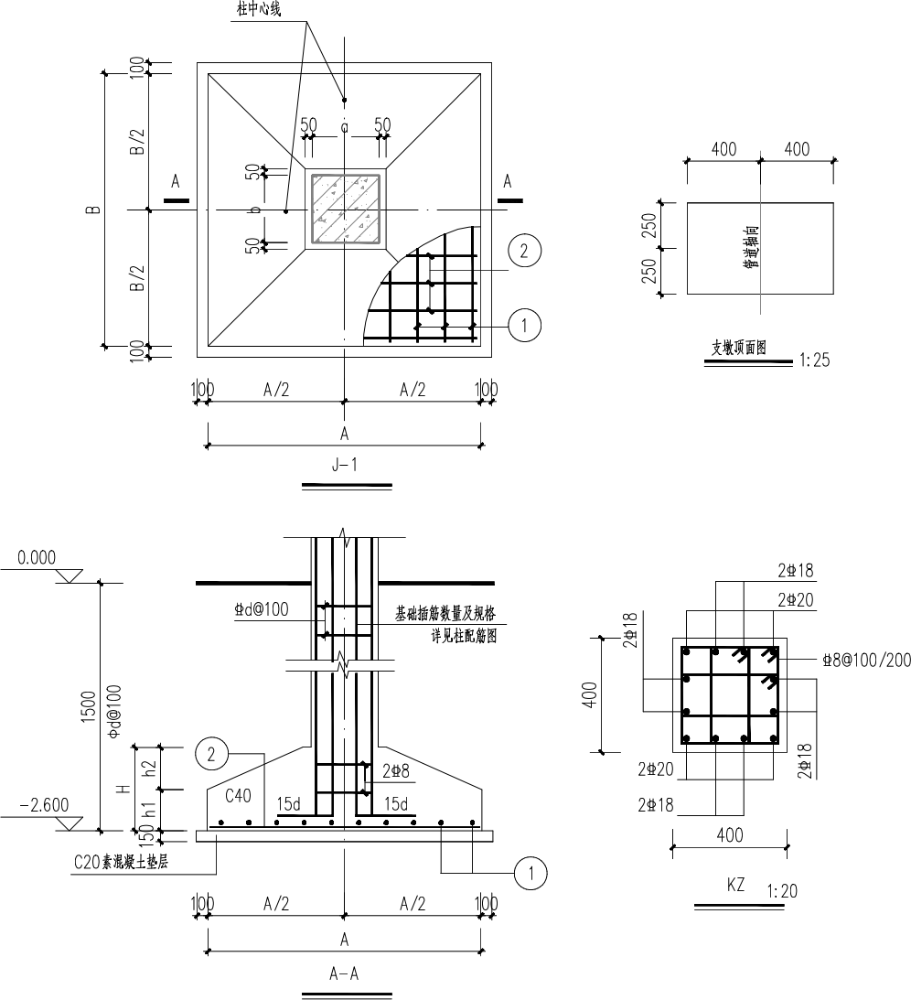 柱中心线
100
B/2
B
B/2
100
50
a
50
50
b
50
A
A
2
1
100
A/2
A/2
100
A
J-1
400
400
250
250
管道轴向
支墩顶面图
1:25
0.000
Φd@100
基础插筋数量及规格
详见柱配筋图
1500
Φd@100
H
h2
h1
150
-2.600
2
C40
15d
15d
2Φ8
C20素混凝土垫层
1
100
A/2
A/2
100
A
A-A
2Φ18
2Φ20
2Φ18
Φ8@100/200
400
2Φ20
2Φ18
2Φ18
400
KZ
1:20